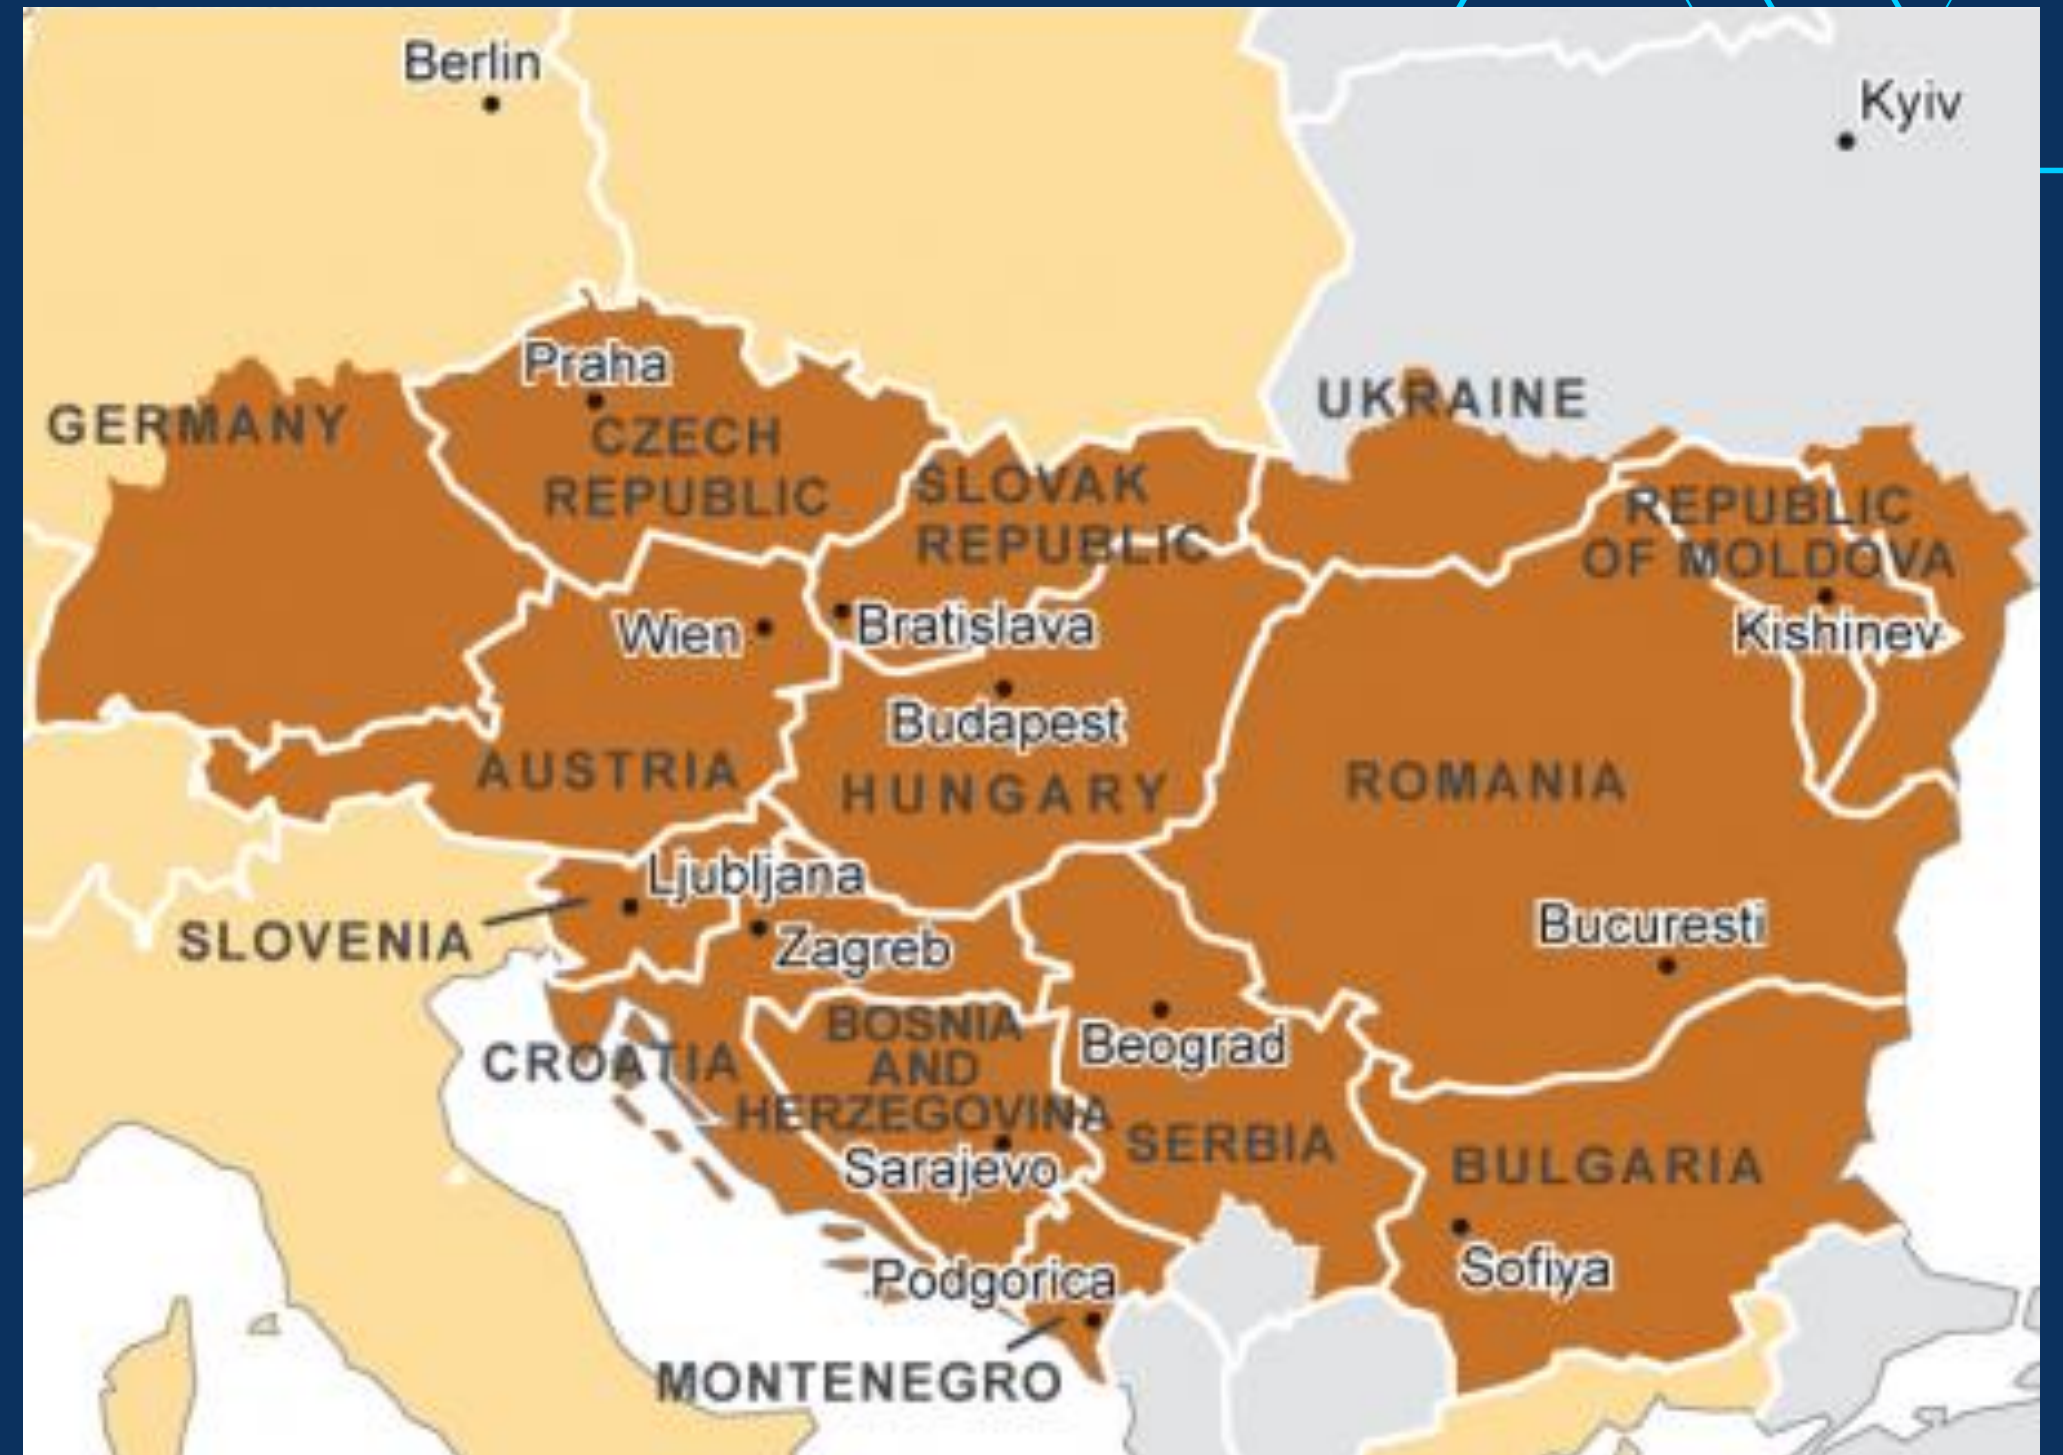 Berlin
Kyiv
Praha
UKRAINE
GERMANY
CZECH
REPUBLIC
SLOVAK
REPUBLIC
REPUBLIC
OF MOLDOVA
Wien
Bratislava
Kishinev
Budapest
AUSTRIA
HUNGARY
ROMANIA
Ljubljana
SLOVENIA
Zagreb
Bucuresti
BOSNIA
AND
HERZEGOVINA
Beograd
CROATIA
SERBIA
Sarajevo
BULGARIA
Sofiya
Podgorica
MONTENEGRO